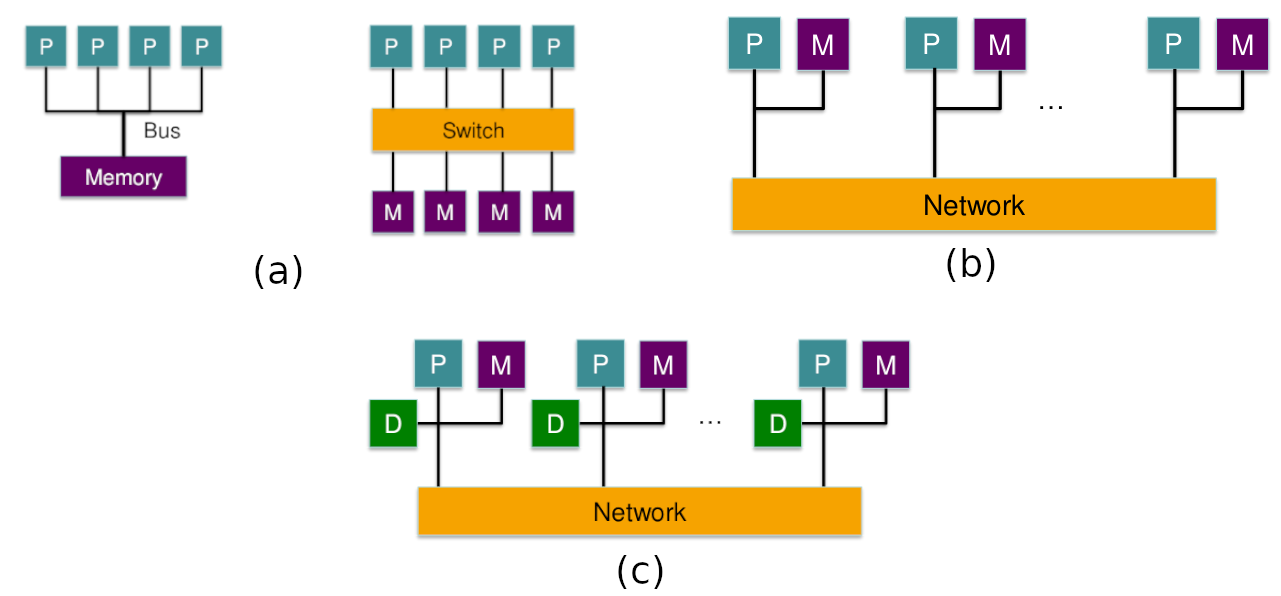 P P P P
Bus
Memory
P P P P
Switch
M M M M
(a)
P M P M ... P M
Network
(b)
P M P M P M
D D ... D
Network
(c)